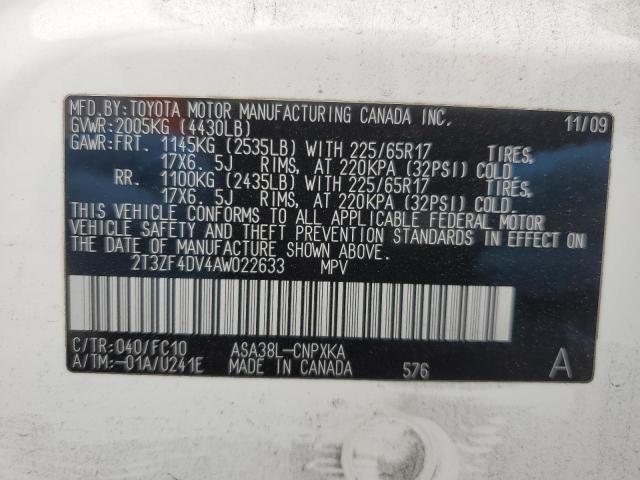 MFD.BY:TOYOTA MOTOR MANUFACTURING CANADA INC. 11/09
GVWR:2005KG (4430LB)
GAWR:FRT. 1145KG (2535LB) WITH 225/65R17 TIRES,
17X6. 5J RIMS, AT 220KPA (32PSI) COLD.
RR. 1100KG (2435LB) WITH 225/65R17 TIRES,
17X6. 5J RIMS, AT 220KPA (32PSI) COLD.
THIS VEHICLE CONFORMS TO ALL APPLICABLE FEDERAL MOTOR
VEHICLE SAFETY AND THEFT PREVENTION STANDARDS IN EFFECT ON
THE DATE OF MANUFACTURE SHOWN ABOVE.
2T3ZF4DV4AW022633 MPV
C/TR:040/FC10 ASA38L-CNPXKA
A/TM:-01A/U241E MADE IN CANADA 576 A